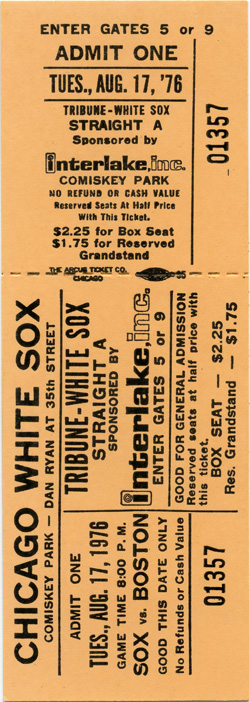 ENTER GATES 5 or 9
ADMIT ONE
TUES., AUG. 17, '76
TRIBUNE-WHITE SOX
STRAIGHT A
Sponsored by
interlake,inc.
COMISKEY PARK
NO REFUND OR CASH VALUE
Reserved Seats At Half Price
With This Ticket.
$2.25 for Box Seat
$1.75 for Reserved
Grandstand
01357
THE ARCUS TICKET CO.
CHICAGO
CHICAGO WHITE SOX
COMISKEY PARK — DAN RYAN AT 35th STREET
TRIBUNE-WHITE SOX
STRAIGHT A
SPONSORED BY
interlake,inc.
ENTER GATES 5 or 9
GOOD FOR GENERAL ADMISSION
Reserved seats at half price with
this ticket.
BOX SEAT — $2.25
Res. Grandstand — $1.75
ADMIT ONE
TUES., AUG. 17, 1976
GAME TIME 8:00 P. M.
SOX vs. BOSTON
GOOD THIS DATE ONLY
No Refunds or Cash Value
01357